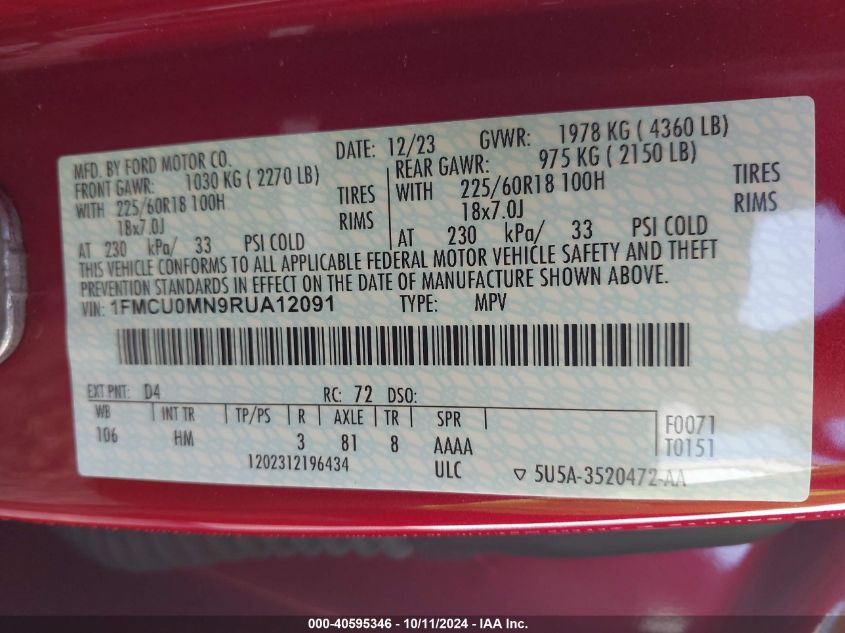 MFD. BY FORD MOTOR CO.
DATE: 12/23 GVWR: 1978 KG ( 4360 LB)
FRONT GAWR: 1030 KG ( 2270 LB)
REAR GAWR: 975 KG ( 2150 LB)
WITH 225/60R18 100H TIRES
WITH 225/60R18 100H TIRES
18x7.0J RIMS
18x7.0J RIMS
AT 230 kPa/ 33 PSI COLD
AT 230 kPa/ 33 PSI COLD
THIS VEHICLE CONFORMS TO ALL APPLICABLE FEDERAL MOTOR VEHICLE SAFETY AND THEFT
PREVENTION STANDARDS IN EFFECT ON THE DATE OF MANUFACTURE SHOWN ABOVE.
VIN: 1FMCU0MN9RUA12091 TYPE: MPV
EXT PNT: D4 RC: 72 DSO:
WB INT TR TP/PS R AXLE TR SPR
106 HM 3 81 8 AAAA
F0071
T0151
1202312196434 ULC ▽ 5U5A-3520472-AA
000-40595346 - 10/11/2024 - IAA Inc.